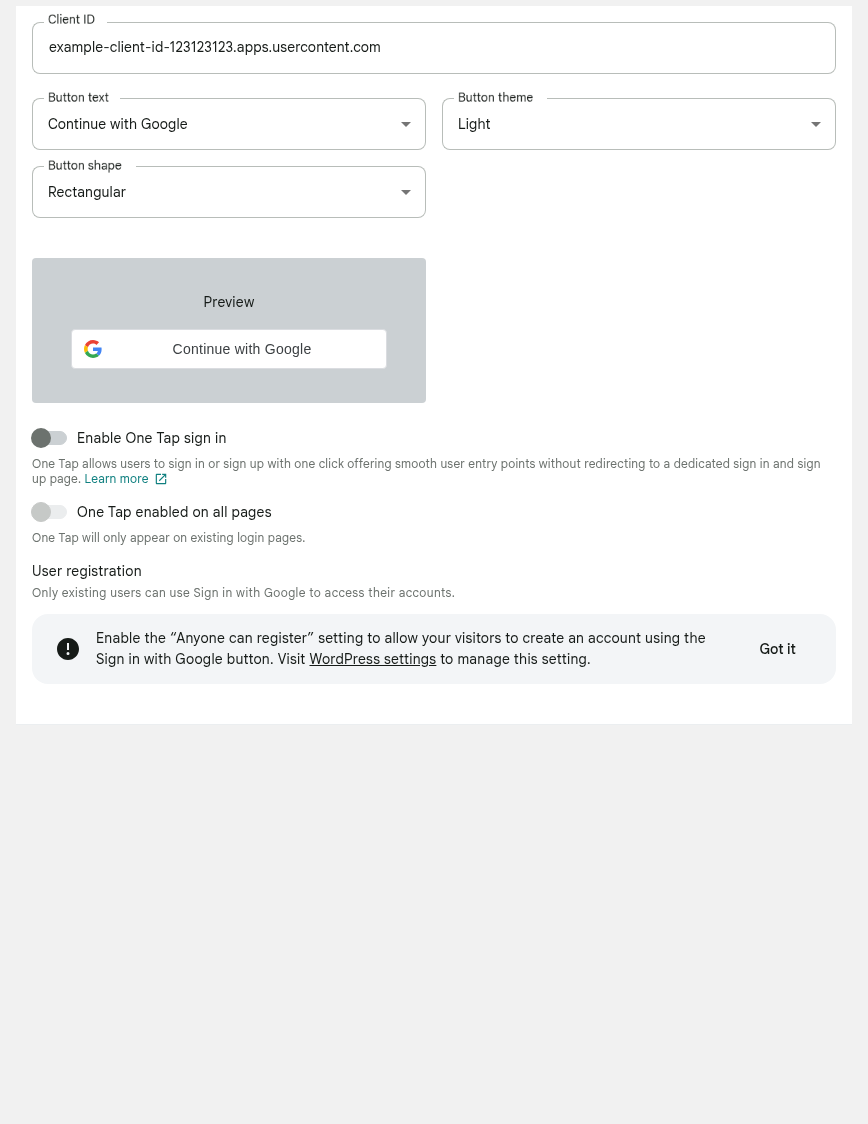 Client ID
example-client-id-123123123.apps.usercontent.com
Button text
Continue with Google
Button theme
Light
Button shape
Rectangular
Preview
Continue with Google
Enable One Tap sign in
One Tap allows users to sign in or sign up with one click offering smooth user entry points without redirecting to a dedicated sign in and sign
up page. Learn more
One Tap enabled on all pages
One Tap will only appear on existing login pages.
User registration
Only existing users can use Sign in with Google to access their accounts.
Enable the “Anyone can register” setting to allow your visitors to create an account using the
Sign in with Google button. Visit WordPress settings to manage this setting.
Got it